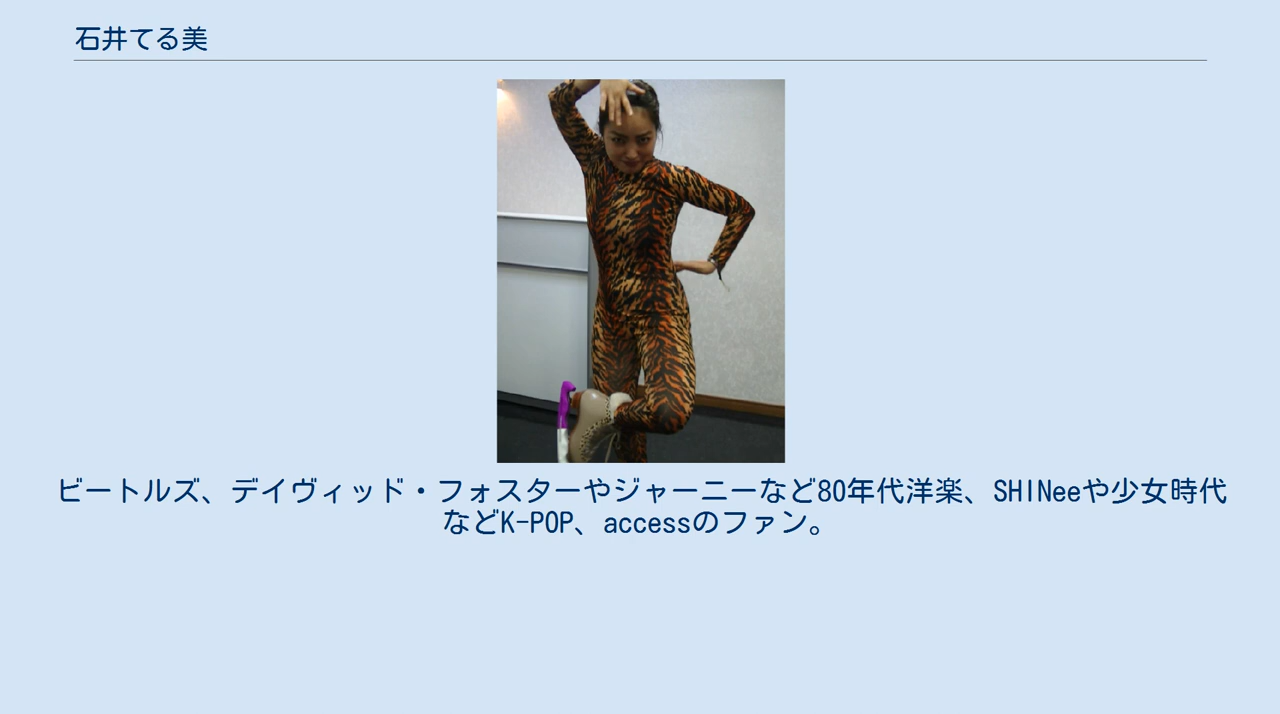 石井てる美
ビートルズ、デイヴィッド・フォスターやジャーニーなど80年代洋楽、SHINeeや少女時代
などK-POP、accessのファン。